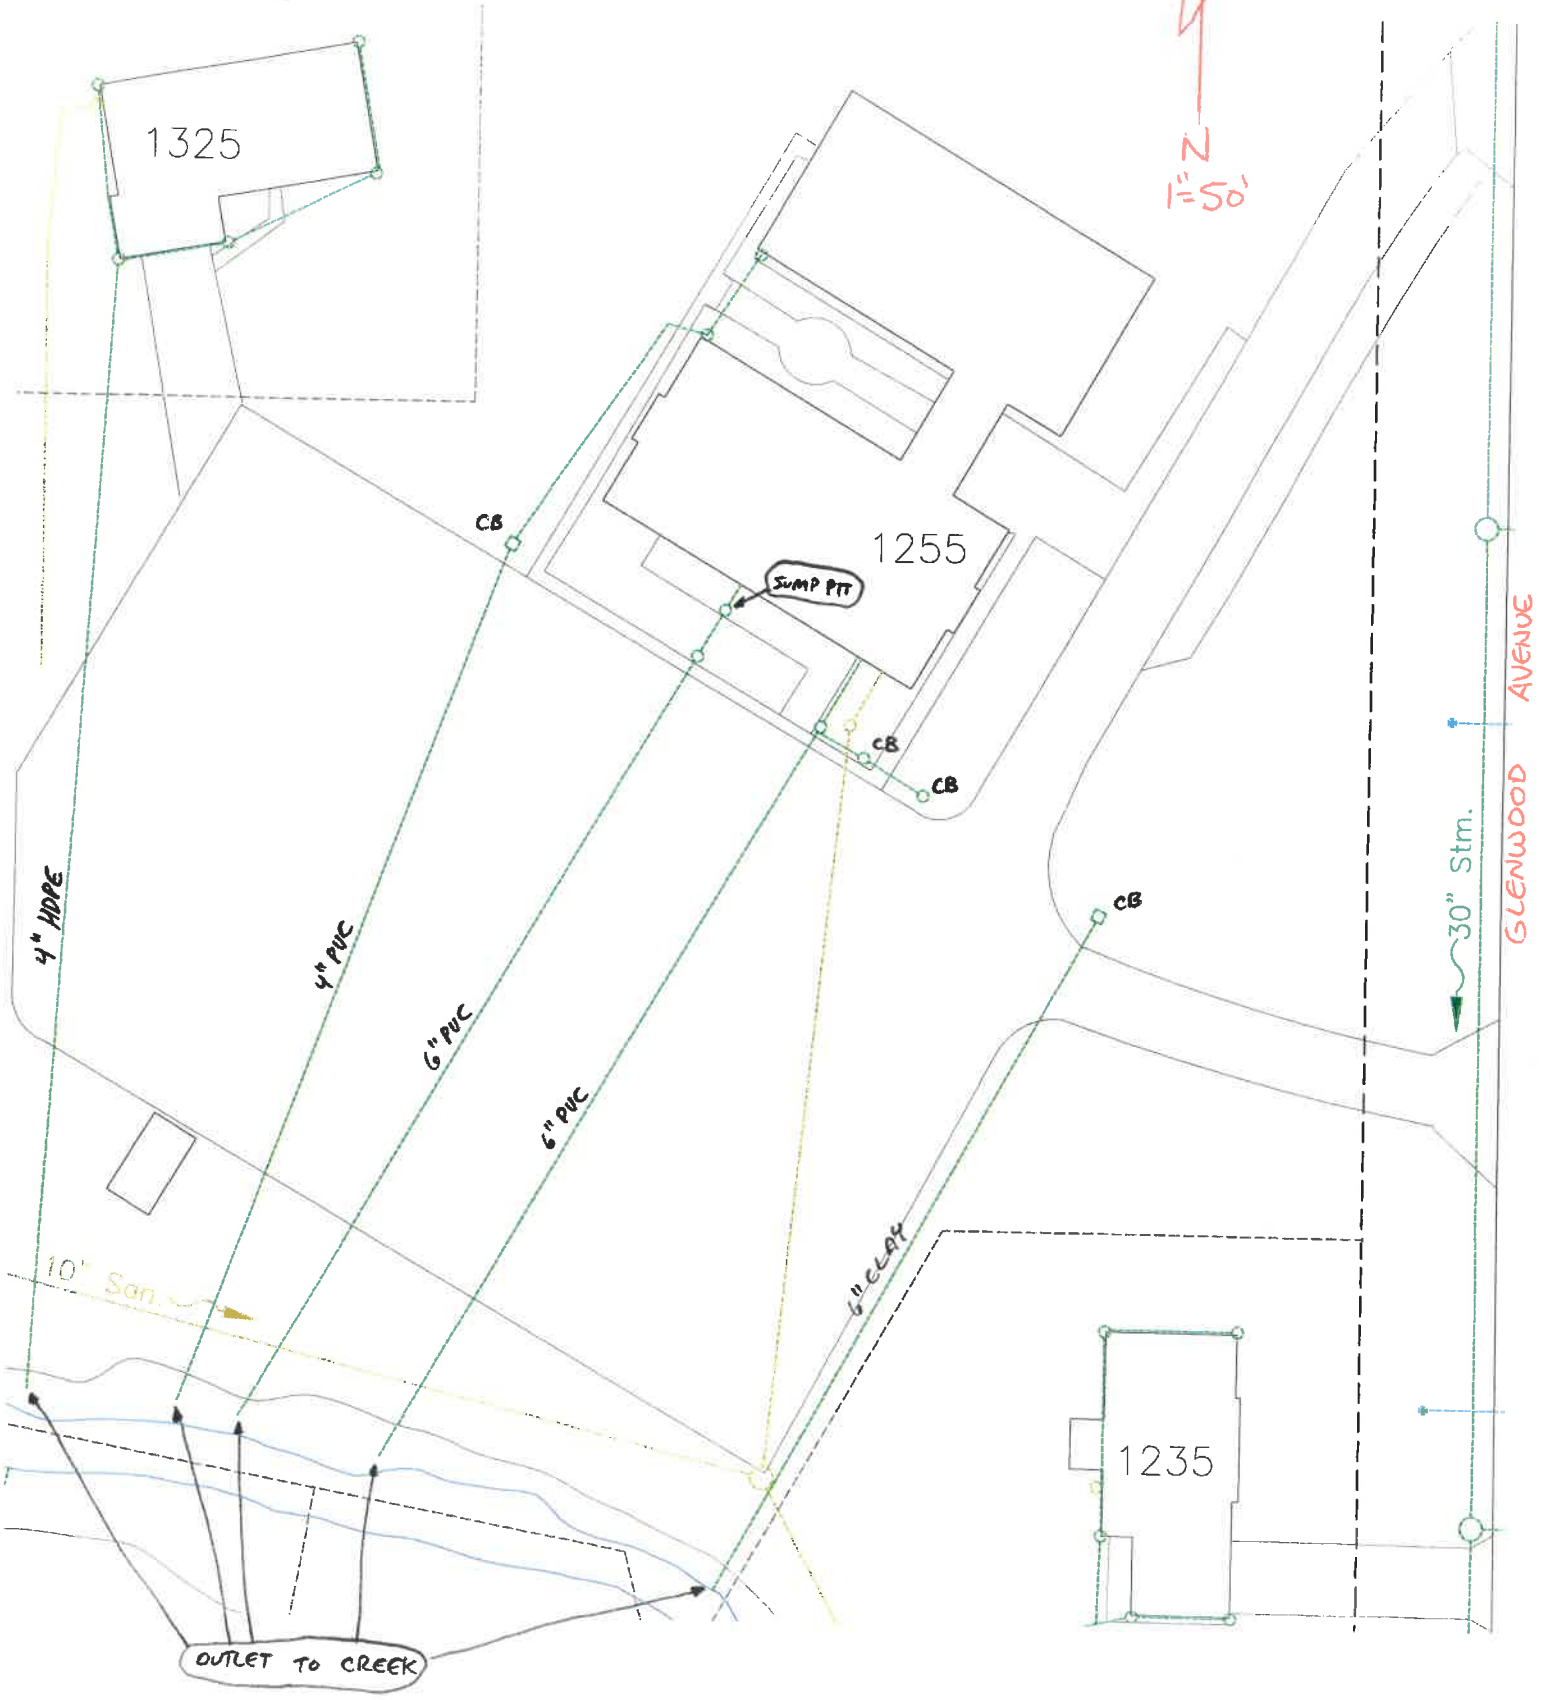 N
1"=50'
1325
1255
CB
SUMP PIT
CB
CB
CB
GLENWOOD AVENUE
30" Stm.
4" HDPE
4" PVC
6" PVC
6" PVC
6" CLAY
10" San.
1235
OUTLET TO CREEK